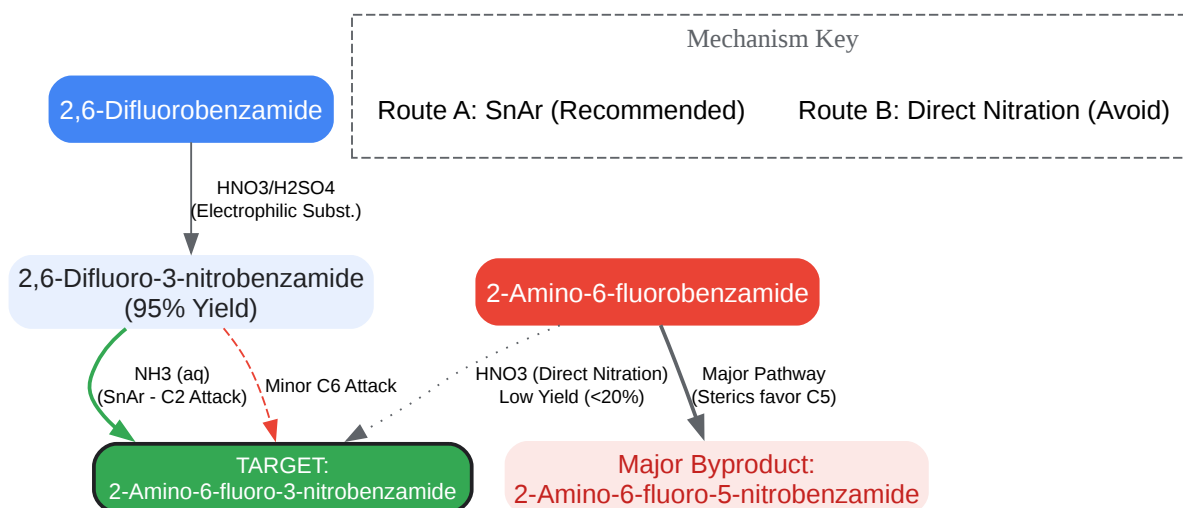 Mechanism Key
Route A: SnAr (Recommended)
Route B: Direct Nitration (Avoid)
2,6-Difluorobenzamide
HNO3/H2SO4
(Electrophilic Subst.)
2,6-Difluoro-3-nitrobenzamide
(95% Yield)
2-Amino-6-fluorobenzamide
NH3 (aq)
(SnAr - C2 Attack)
Minor C6 Attack
HNO3 (Direct Nitration)
Low Yield (<20%)
Major Pathway
(Sterics favor C5)
TARGET:
2-Amino-6-fluoro-3-nitrobenzamide
Major Byproduct:
2-Amino-6-fluoro-5-nitrobenzamide